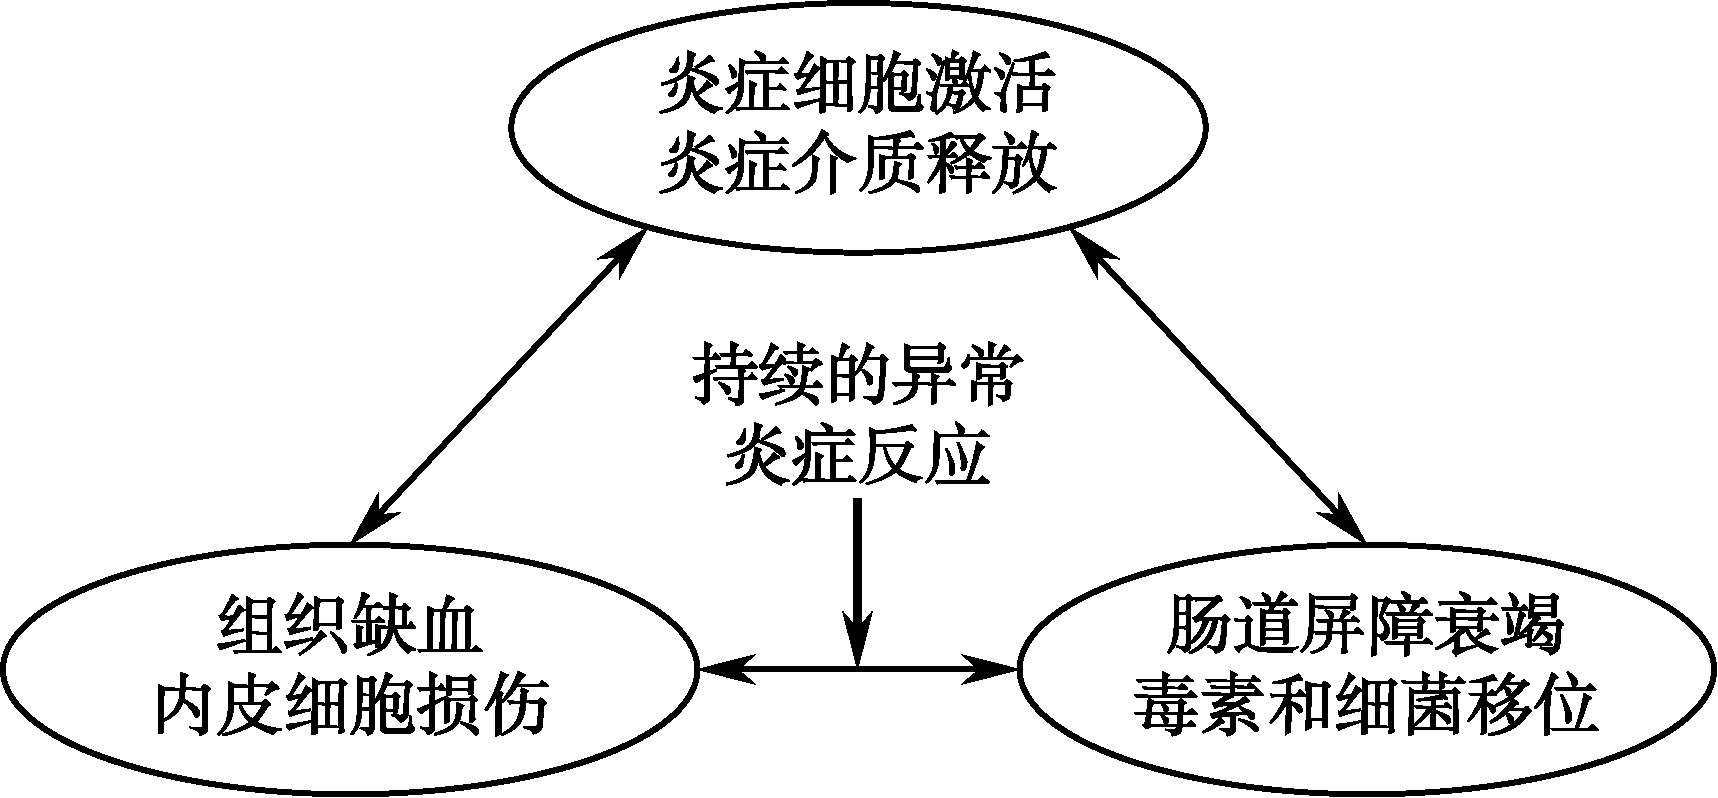 炎症细胞激活
炎症介质释放
持续的异常
炎症反应
组织缺血
内皮细胞损伤
肠道屏障衰竭
毒素和细菌移位